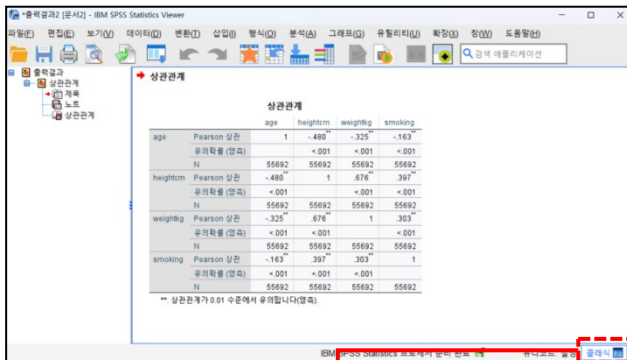 *출력결과2 [문서2] - IBM SPSS Statistics Viewer
파일(F) 편집(E) 보기(V) 데이터(D) 변환(T) 삽입(I) 형식(O) 분석(A) 그래프(G) 유틸리티(U) 확장(X) 창(W) 도움말(H)
검색 애플리케이션
출력결과
상관관계
제목
노트
상관관계
상관관계
상관관계
age heightcm weightkg smoking
age Pearson 상관 1 -.480** -.325** -.163**
유의확률 (양측) <.001 <.001 <.001
N 55692 55692 55692 55692
heightcm Pearson 상관 -.480** 1 .676** .397**
유의확률 (양측) <.001 <.001 <.001
N 55692 55692 55692 55692
weightkg Pearson 상관 -.325** .676** 1 .303**
유의확률 (양측) <.001 <.001 <.001
N 55692 55692 55692 55692
smoking Pearson 상관 -.163** .397** .303** 1
유의확률 (양측) <.001 <.001 <.001
N 55692 55692 55692 55692
**. 상관관계가 0.01 수준에서 유의합니다(양측).
IBM SPSS Statistics 프로세서 준비 완료 유니코드: 설정 클래식